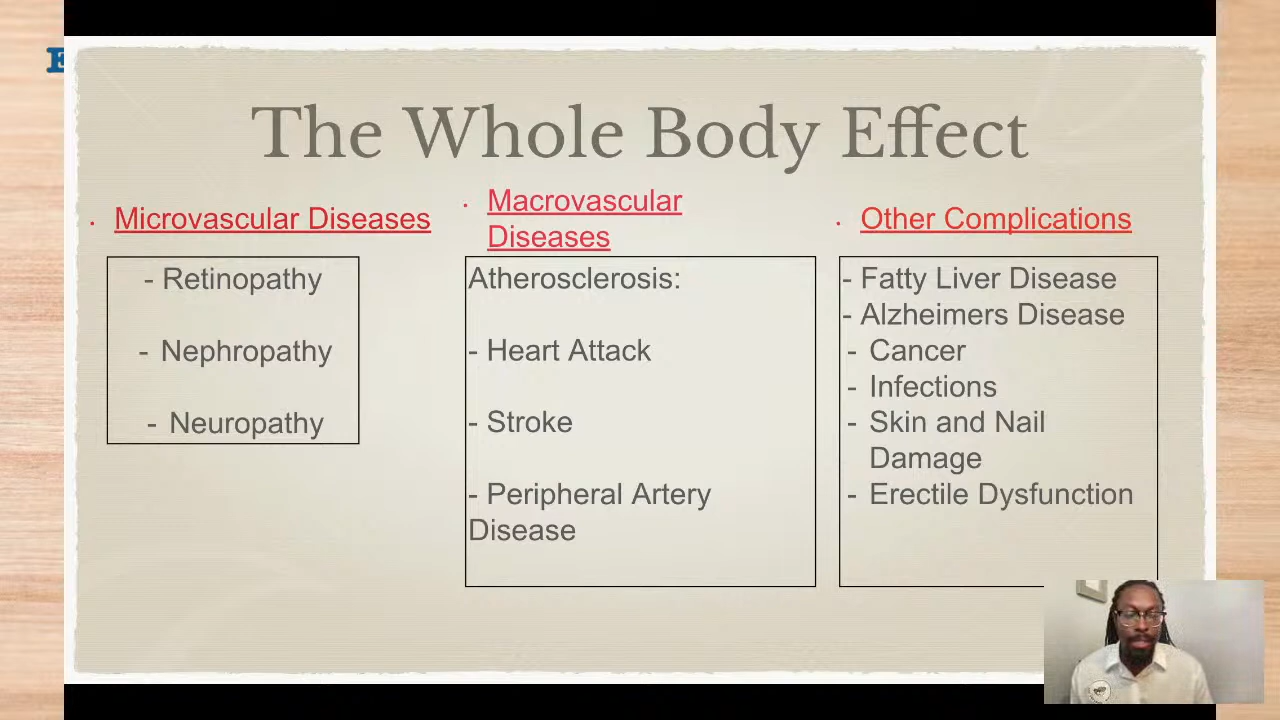 E
The Whole Body Effect
· Microvascular Diseases
- Retinopathy
- Nephropathy
- Neuropathy
· Macrovascular
Diseases
Atherosclerosis:
- Heart Attack
- Stroke
- Peripheral Artery
Disease
· Other Complications
- Fatty Liver Disease
- Alzheimers Disease
- Cancer
- Infections
- Skin and Nail
Damage
- Erectile Dysfunction